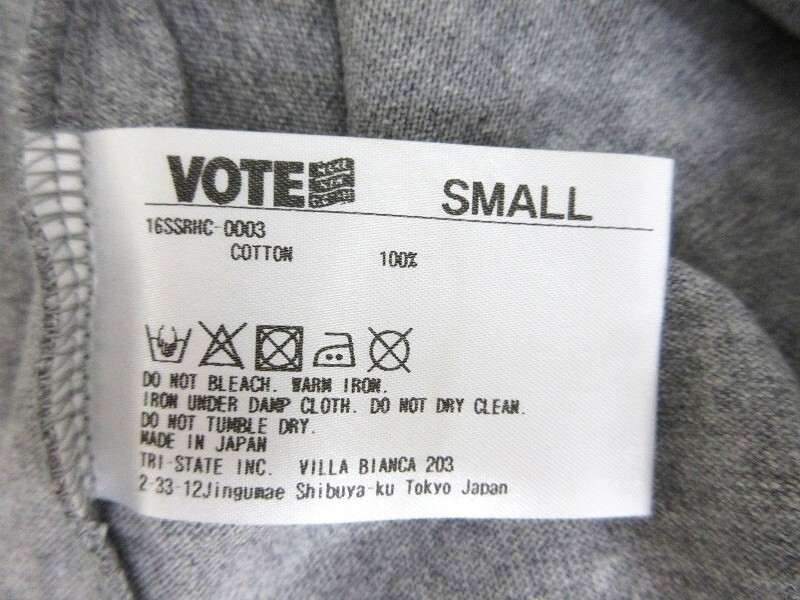 VOTE
SMALL
16SSRHC-0003
COTTON 100%
DO NOT BLEACH. WARM IRON.
IRON UNDER DAMP CLOTH. DO NOT DRY CLEAN.
DO NOT TUMBLE DRY.
MADE IN JAPAN
TRI-STATE INC. VILLA BIANCA 203
2-33-12Jingumae Shibuya-ku Tokyo Japan